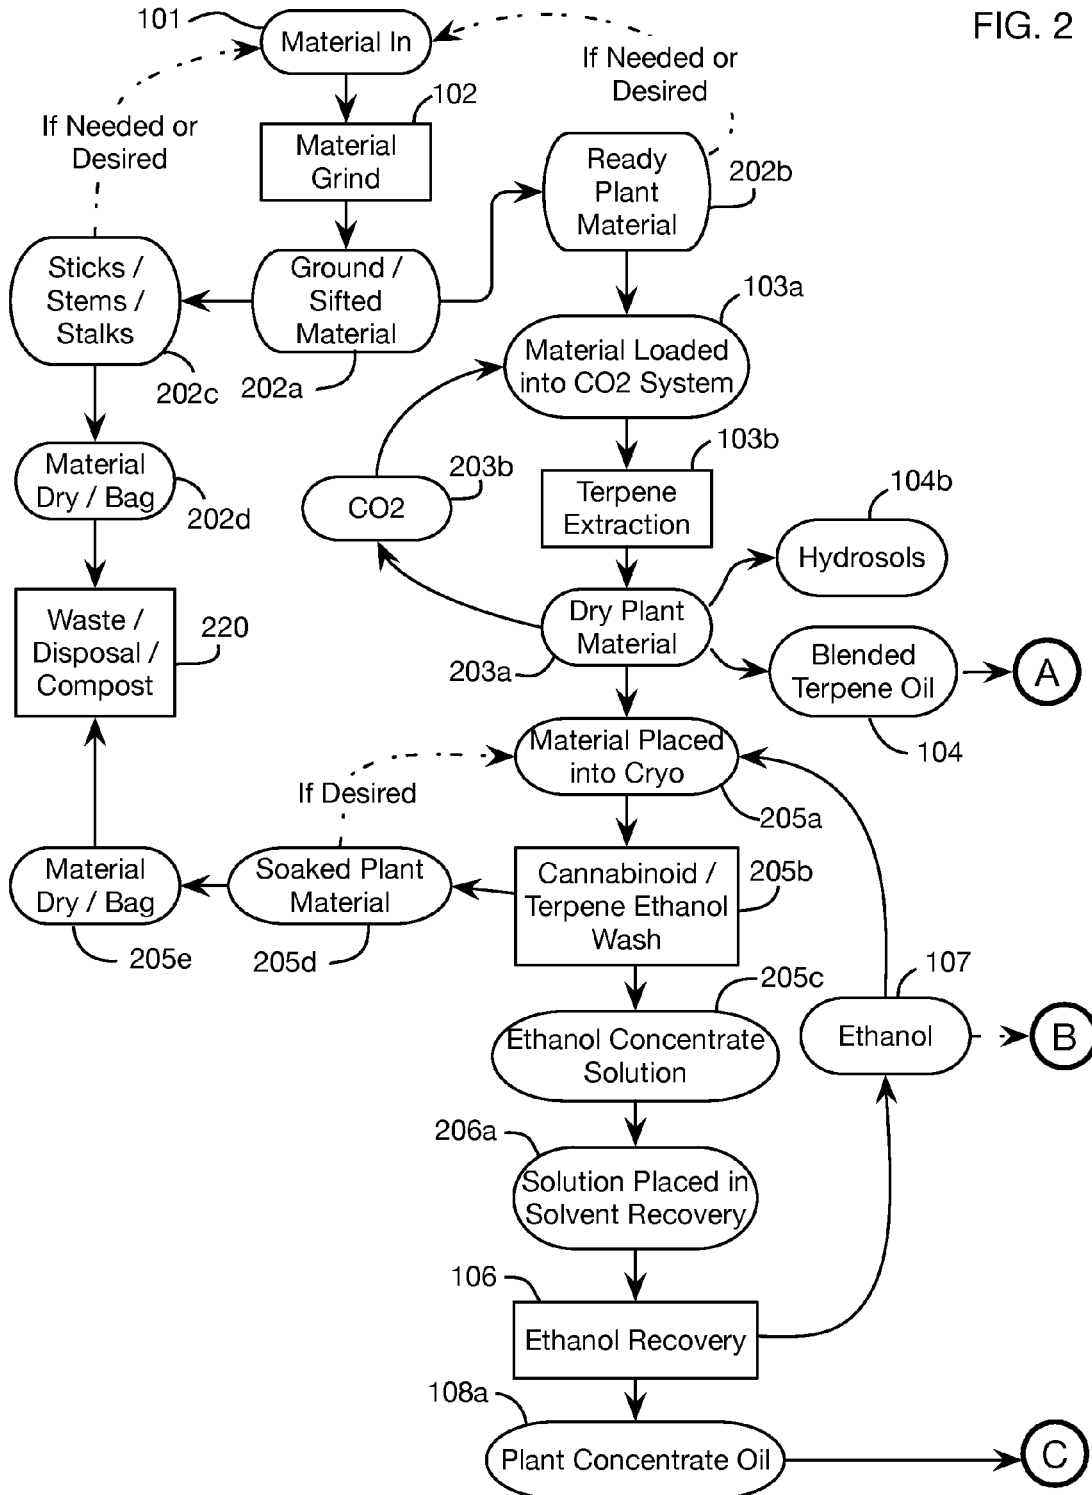 FIG. 2
101
Material In
If Needed or
Desired
102
If Needed or
Desired
Material
Grind
Ready
Plant
Material
202b
Sticks /
Stems /
Stalks
Ground /
Sifted
Material
103a
Material Loaded
into CO2 System
202c
202a
103b
Material
Dry / Bag
203b
Terpene
Extraction
104b
CO2
202d
Hydrosols
Waste /
Disposal /
Compost
220
Dry Plant
Material
203a
Blended
Terpene Oil
A
104
Material Placed
into Cryo
If Desired
205a
Material
Dry / Bag
Soaked Plant
Material
Cannabinoid /
Terpene Ethanol
Wash
205b
205e
205d
205c
107
Ethanol Concentrate
Solution
Ethanol
B
206a
Solution Placed in
Solvent Recovery
106
Ethanol Recovery
108a
Plant Concentrate Oil
C